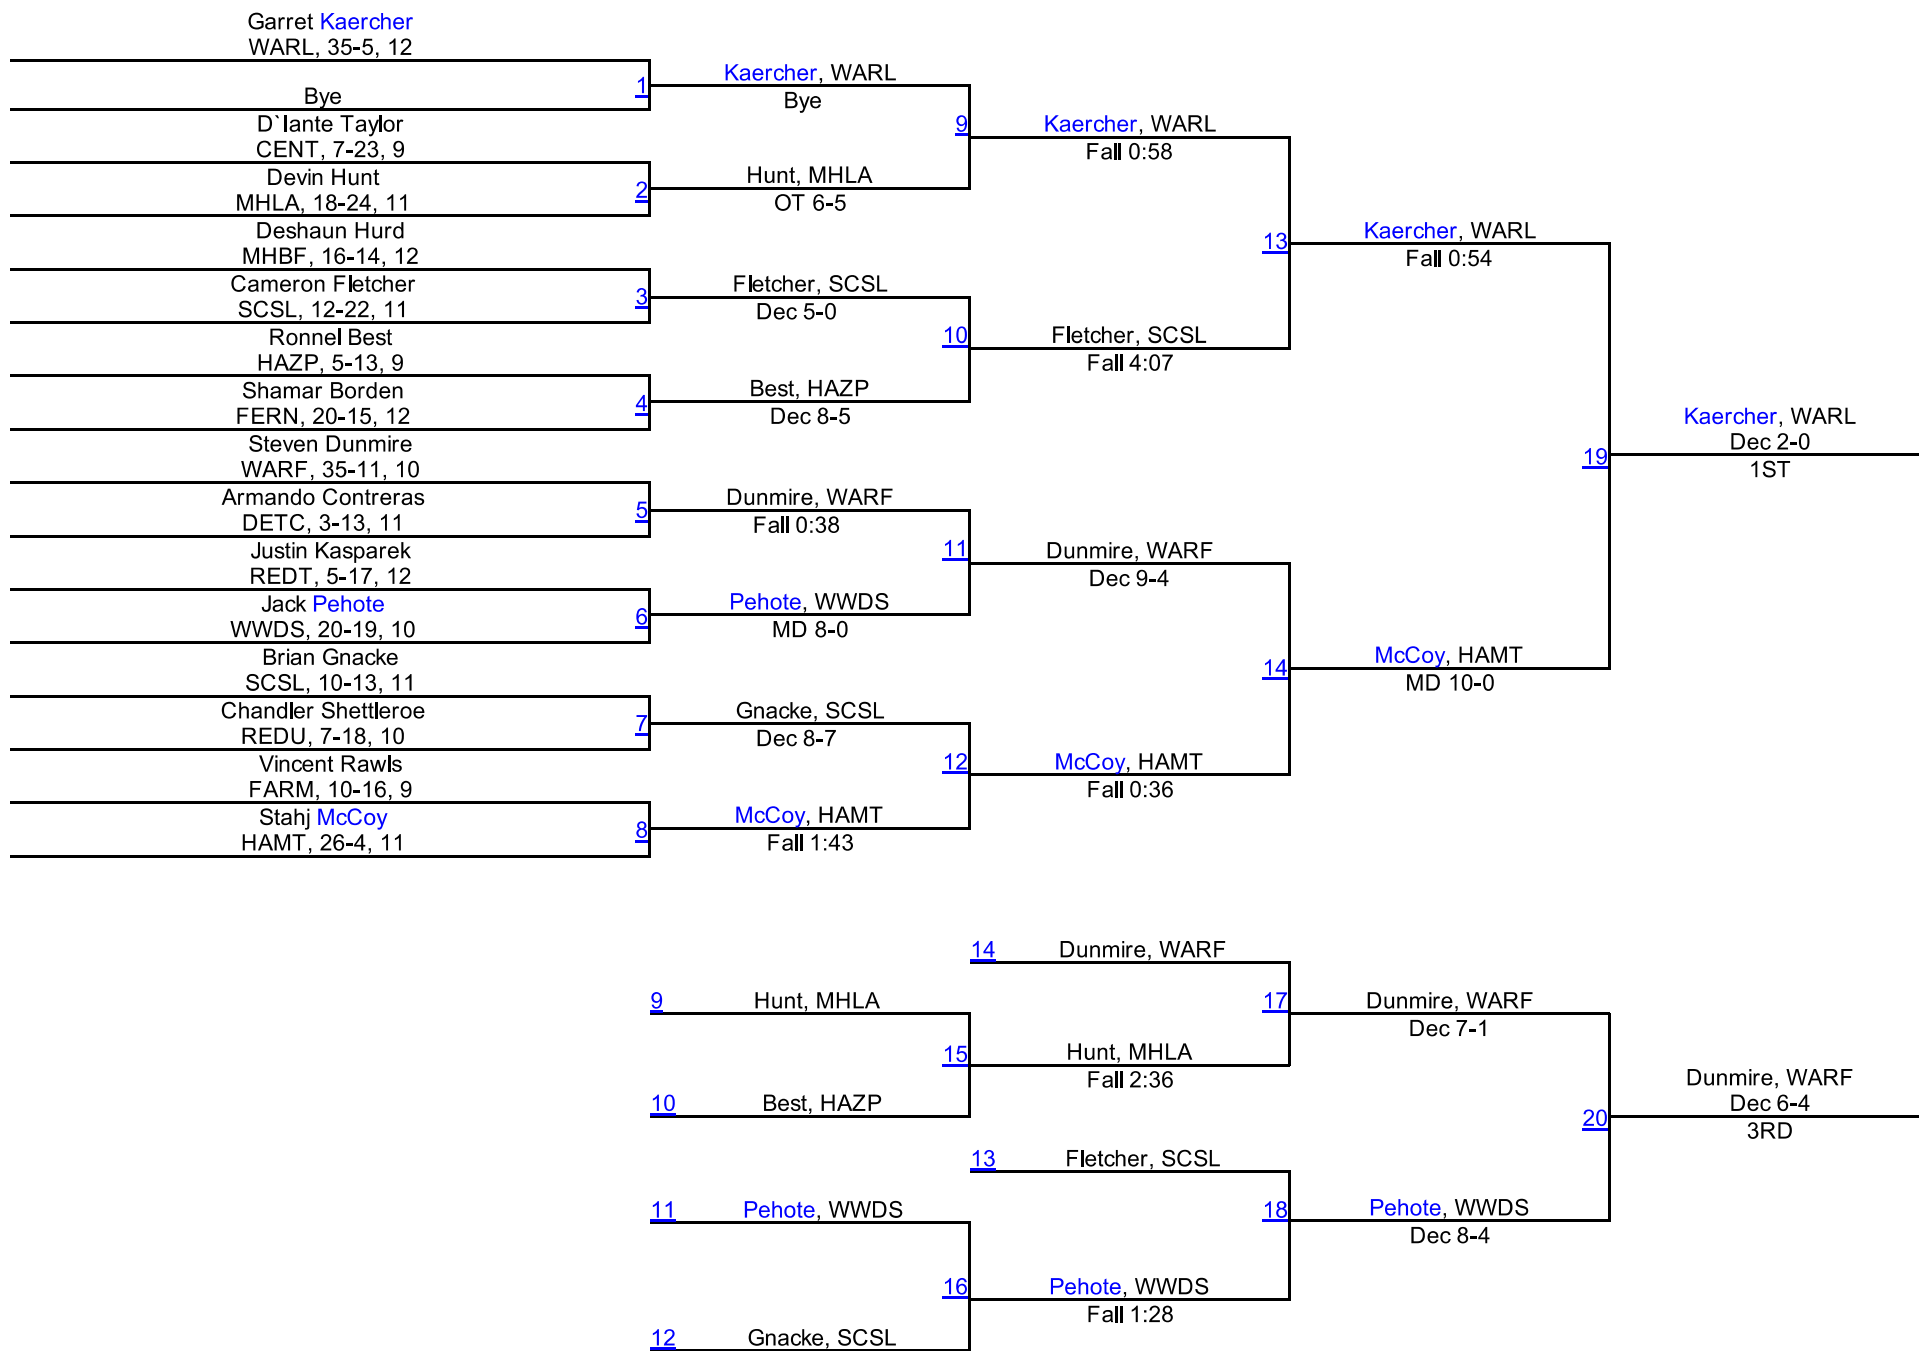 Garret Kaercher
WARL, 35-5, 12
Bye
1
D`lante Taylor
CENT, 7-23, 9
Devin Hunt
MHLA, 18-24, 11
2
Deshaun Hurd
MHBF, 16-14, 12
Cameron Fletcher
SCSL, 12-22, 11
3
Ronnel Best
HAZP, 5-13, 9
Shamar Borden
FERN, 20-15, 12
4
Steven Dunmire
WARF, 35-11, 10
Armando Contreras
DETC, 3-13, 11
5
Justin Kasparek
REDT, 5-17, 12
Jack Pehote
WWDS, 20-19, 10
6
Brian Gnacke
SCSL, 10-13, 11
Chandler Shettleroe
REDU, 7-18, 10
7
Vincent Rawls
FARM, 10-16, 9
Stahj McCoy
HAMT, 26-4, 11
8
Kaercher, WARL
Bye
9
Hunt, MHLA
OT 6-5
Fletcher, SCSL
Dec 5-0
10
Best, HAZP
Dec 8-5
Dunmire, WARF
Fall 0:38
11
Pehote, WWDS
MD 8-0
Gnacke, SCSL
Dec 8-7
12
McCoy, HAMT
Fall 1:43
Kaercher, WARL
Fall 0:58
13
Fletcher, SCSL
Fall 4:07
Dunmire, WARF
Dec 9-4
14
McCoy, HAMT
Fall 0:36
Kaercher, WARL
Fall 0:54
19
McCoy, HAMT
MD 10-0
Kaercher, WARL
Dec 2-0
1ST
14 Dunmire, WARF
9 Hunt, MHLA
17
15
Hunt, MHLA
Fall 2:36
10 Best, HAZP
13 Fletcher, SCSL
11 Pehote, WWDS
18
16
Pehote, WWDS
Fall 1:28
12 Gnacke, SCSL
Dunmire, WARF
Dec 7-1
20
Pehote, WWDS
Dec 8-4
Dunmire, WARF
Dec 6-4
3RD